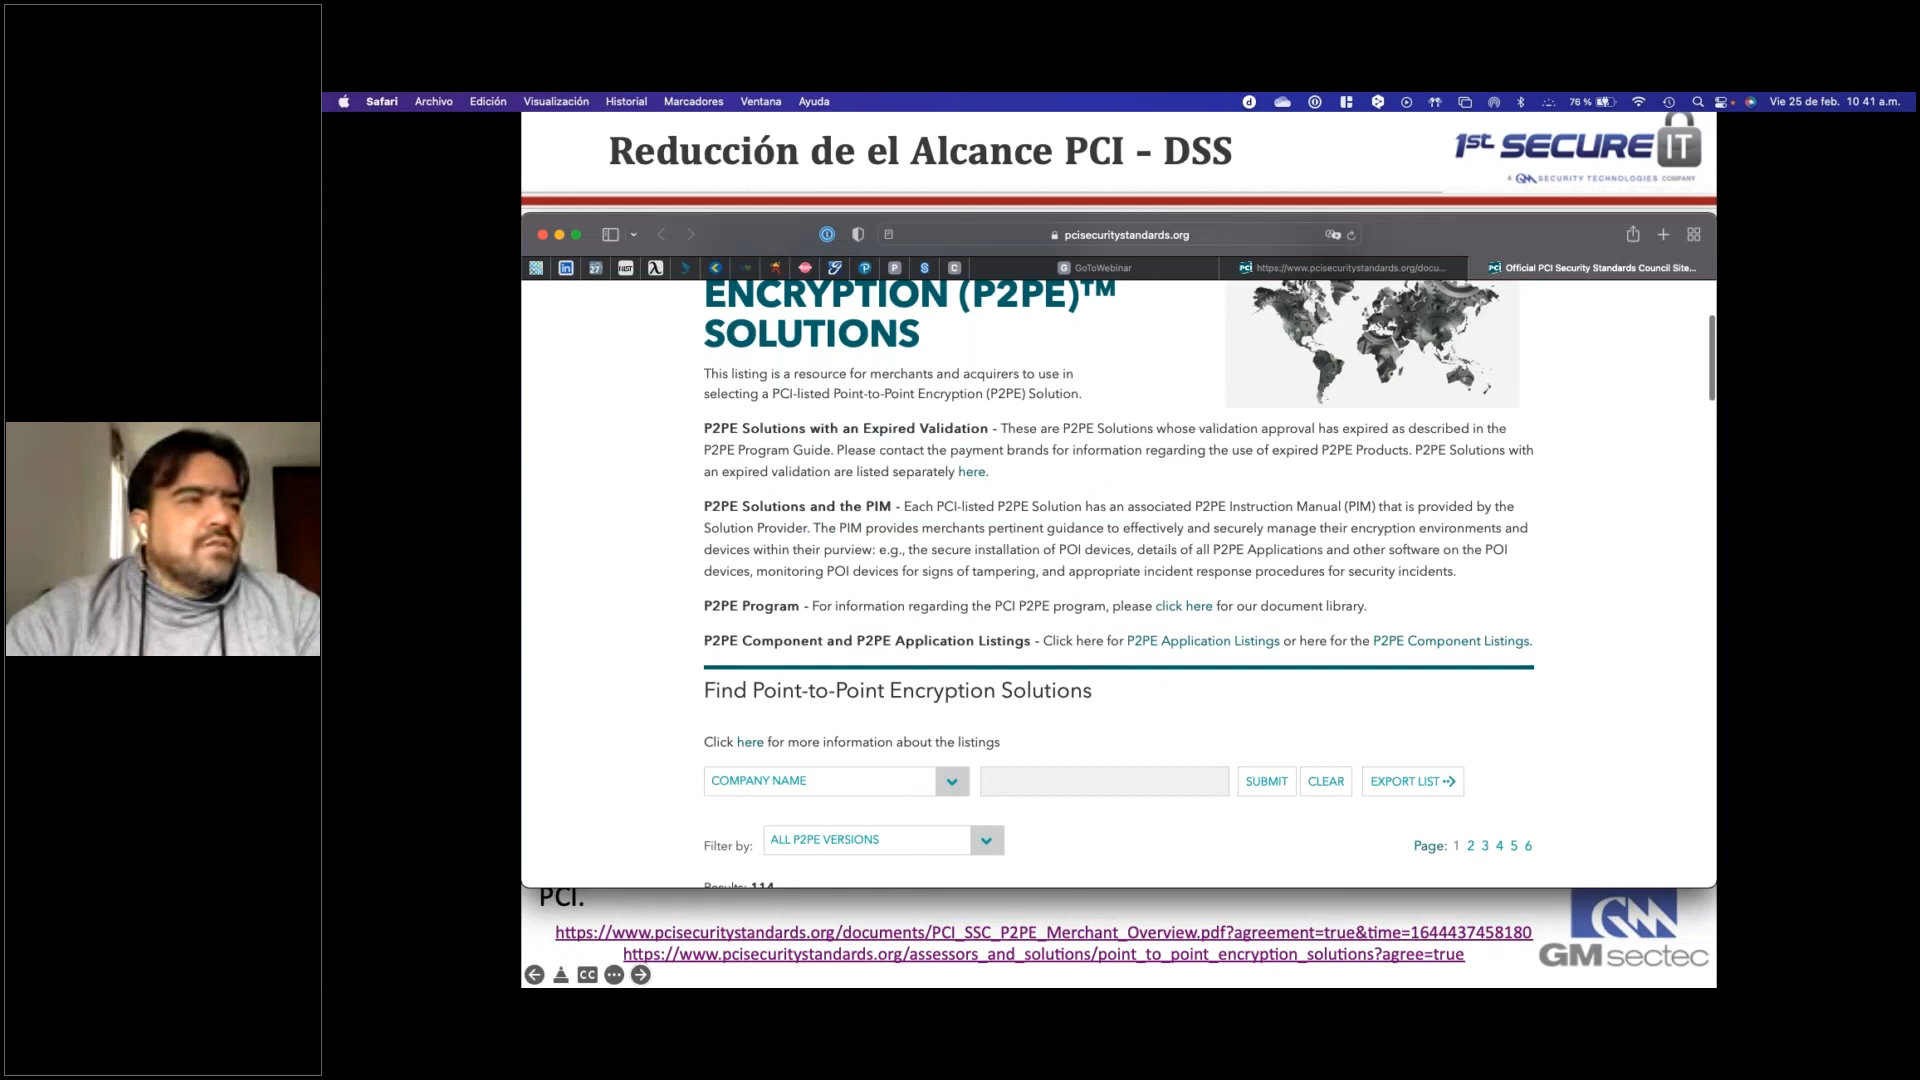 Safari Archivo Edición Visualización Historial Marcadores Ventana Ayuda
76 % Vie 25 de feb. 10 41 a.m.
Reducción de el Alcance PCI - DSS
1st SECURE IT
A GM SECURITY TECHNOLOGIES COMPANY
pcisecuritystandards.org
27 NIST P S C G GoToWebinar PCI https://www.pcisecuritystandards.org/docu... PCI Official PCI Security Standards Council Site...
ENCRYPTION (P2PE)™
SOLUTIONS
This listing is a resource for merchants and acquirers to use in
selecting a PCI-listed Point-to-Point Encryption (P2PE) Solution.
P2PE Solutions with an Expired Validation - These are P2PE Solutions whose validation approval has expired as described in the
P2PE Program Guide. Please contact the payment brands for information regarding the use of expired P2PE Products. P2PE Solutions with
an expired validation are listed separately here.
P2PE Solutions and the PIM - Each PCI-listed P2PE Solution has an associated P2PE Instruction Manual (PIM) that is provided by the
Solution Provider. The PIM provides merchants pertinent guidance to effectively and securely manage their encryption environments and
devices within their purview: e.g., the secure installation of POI devices, details of all P2PE Applications and other software on the POI
devices, monitoring POI devices for signs of tampering, and appropriate incident response procedures for security incidents.
P2PE Program - For information regarding the PCI P2PE program, please click here for our document library.
P2PE Component and P2PE Application Listings - Click here for P2PE Application Listings or here for the P2PE Component Listings.
Find Point-to-Point Encryption Solutions
Click here for more information about the listings
COMPANY NAME SUBMIT CLEAR EXPORT LIST
Filter by: ALL P2PE VERSIONS Page: 1 2 3 4 5 6
Results: 114
PCI.
https://www.pcisecuritystandards.org/documents/PCI_SSC_P2PE_Merchant_Overview.pdf?agreement=true&time=1644437458180
https://www.pcisecuritystandards.org/assessors_and_solutions/point_to_point_encryption_solutions?agree=true
GM sectec
CC